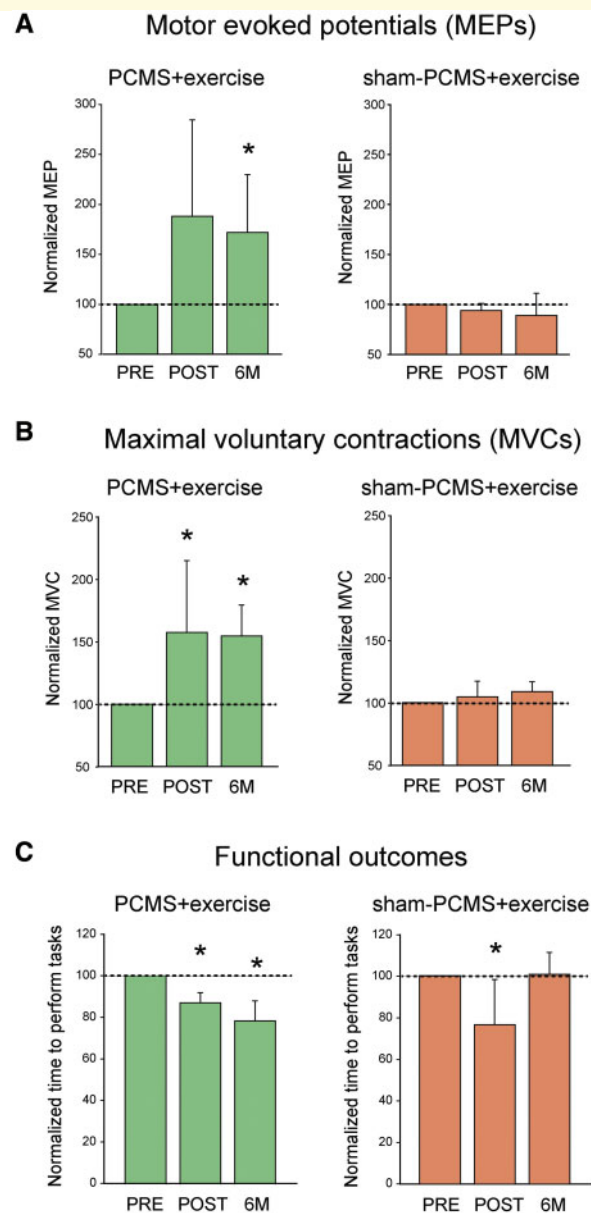 A Motor evoked potentials (MEPs)
PCMS+exercise sham-PCMS+exercise
Normalized MEP
300
250
200
150
100
50
*
PRE POST 6M
Normalized MEP
300
250
200
150
100
50
PRE POST 6M
B Maximal voluntary contractions (MVCs)
PCMS+exercise sham-PCMS+exercise
Normalized MVC
250
200
150
100
50
* *
PRE POST 6M
Normalized MVC
250
200
150
100
50
PRE POST 6M
C Functional outcomes
PCMS+exercise sham-PCMS+exercise
Normalized time to perform tasks
120
100
80
60
40
20
0
* *
PRE POST 6M
Normalized time to perform tasks
120
100
80
60
40
20
0
*
PRE POST 6M